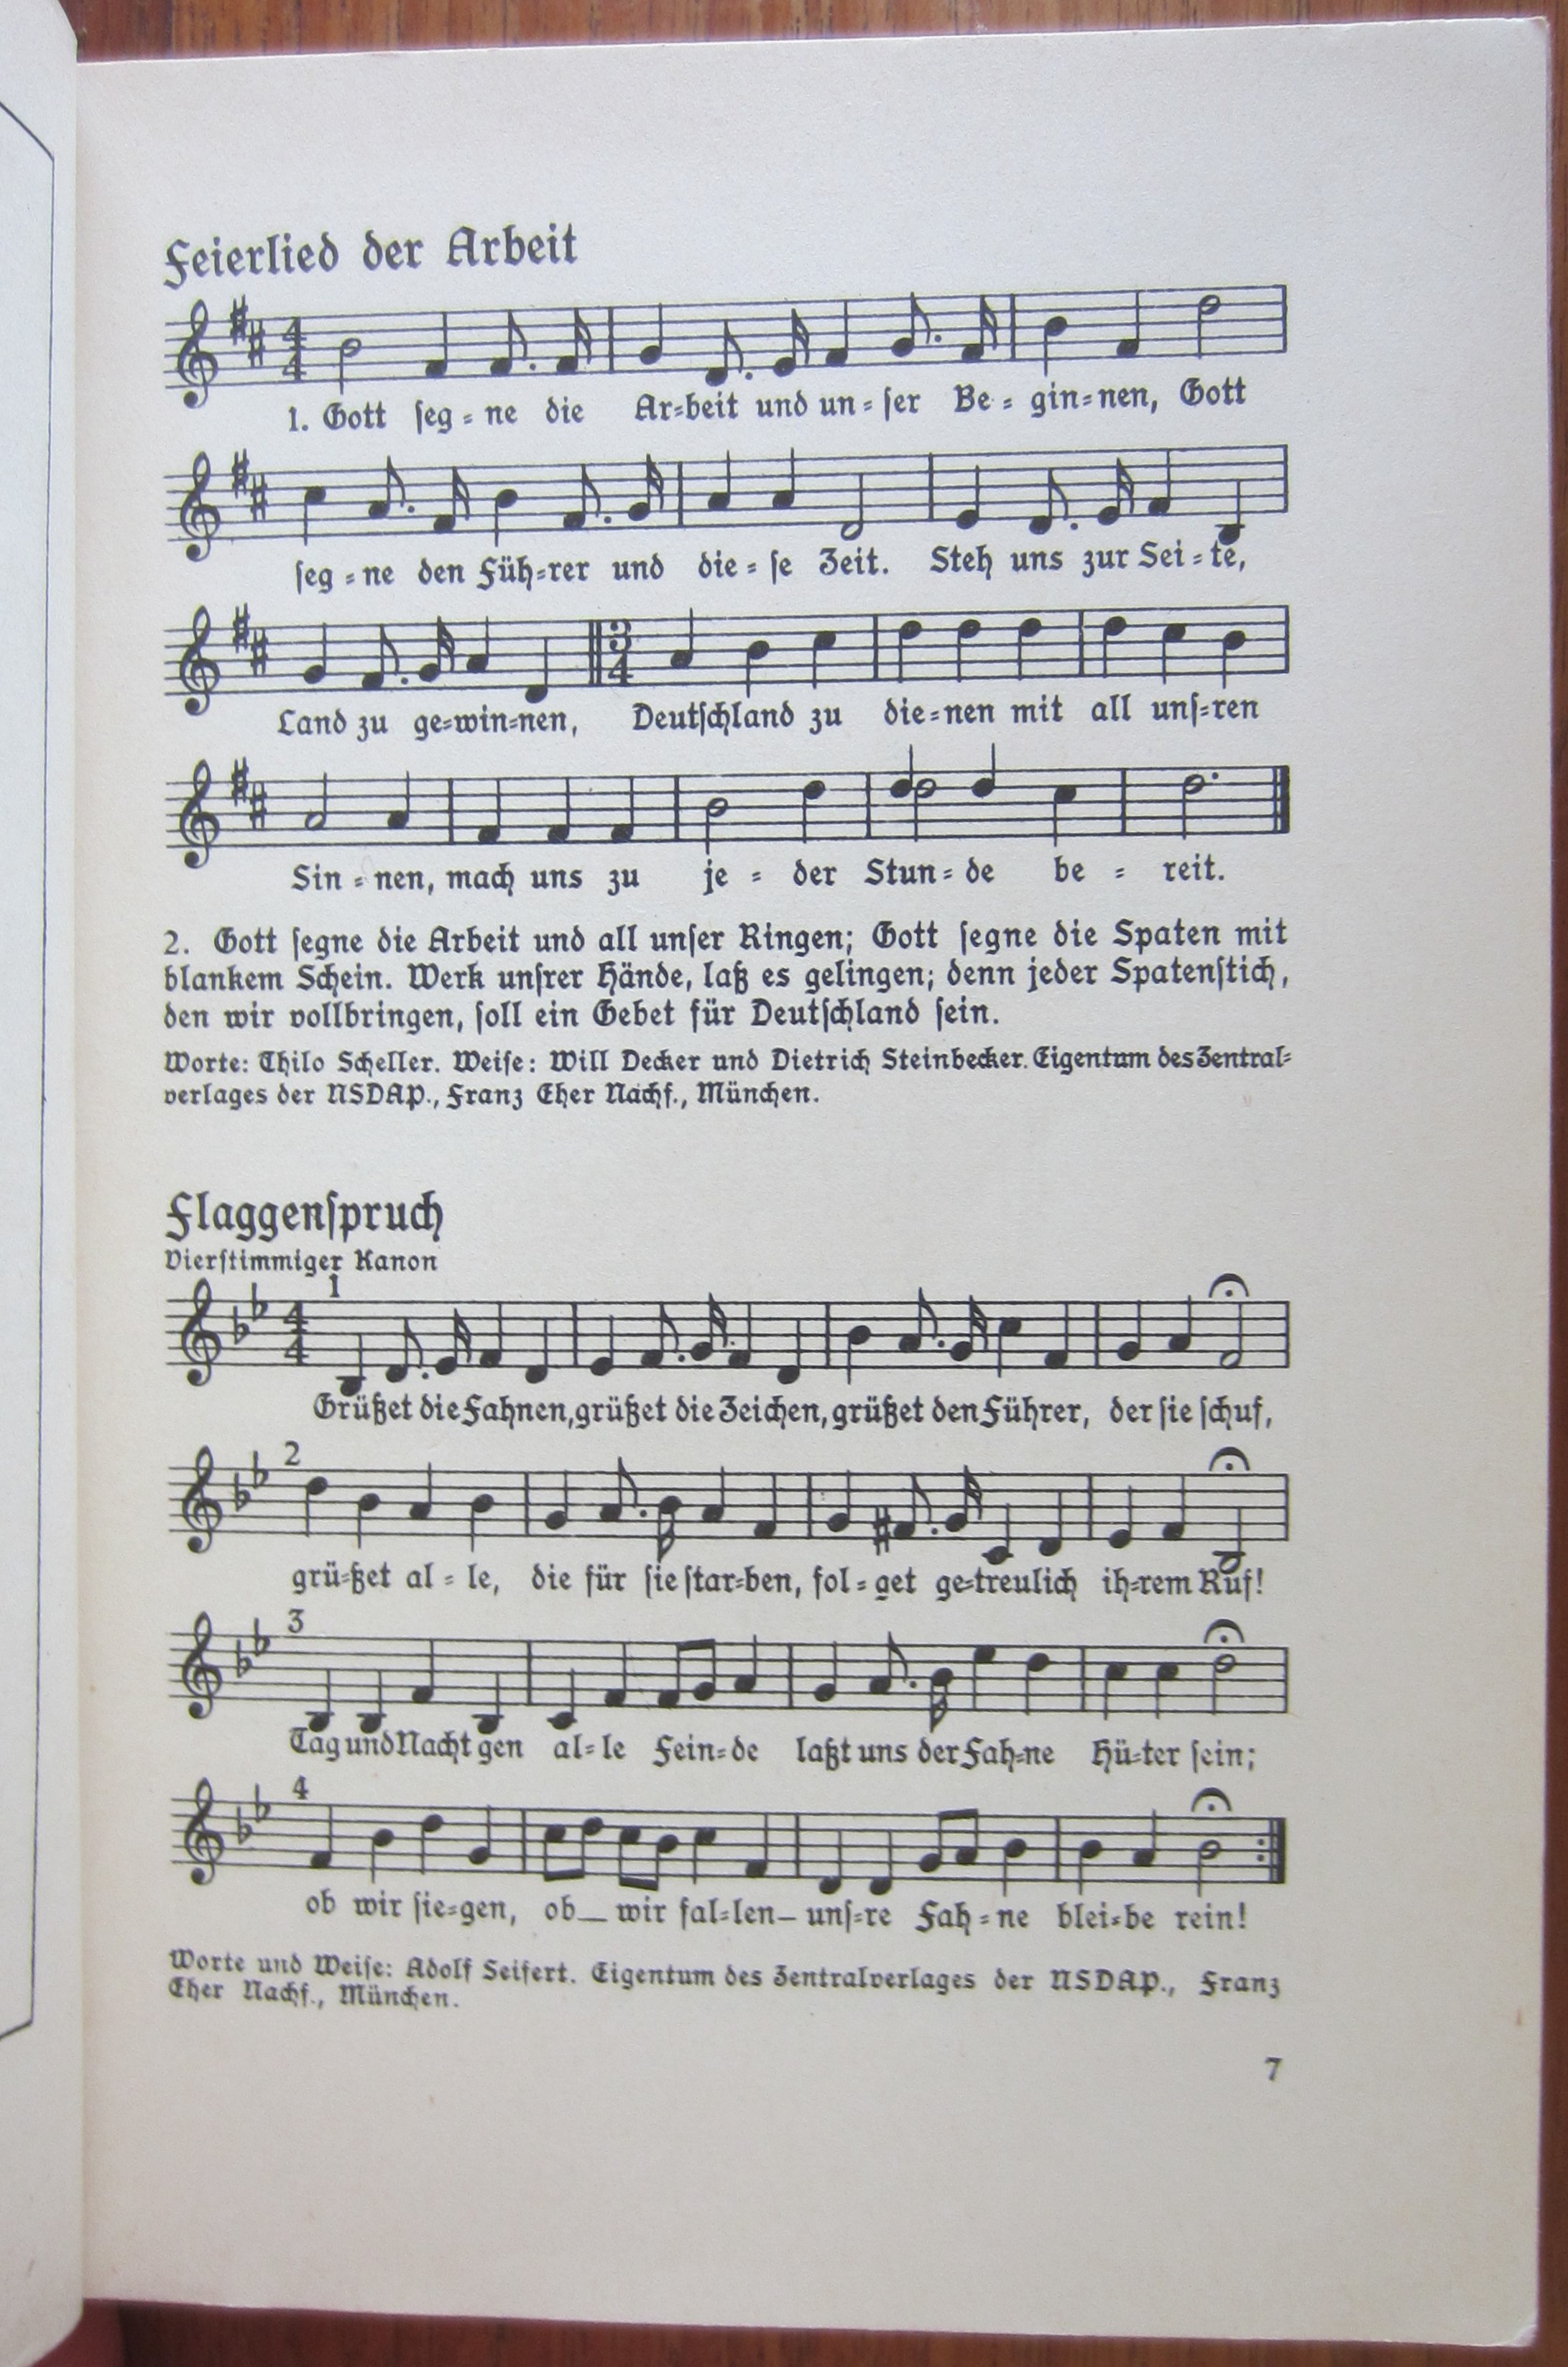 Feierlied der Arbeit
4
4
1. Gott ſeg - ne die Ar-beit und un - ſer Be - gin-nen, Gott
ſeg - ne den Füh-rer und die - ſe Zeit. Steh uns zur Sei - te,
3
4
Land zu ge-win-nen, Deutſchland zu die-nen mit all unſ-ren
Sin - nen, mach uns zu je - der Stun - de be - reit.
2. Gott ſegne die Arbeit und all unſer Ringen; Gott ſegne die Spaten mit
blankem Schein. Werk unſrer Hände, laß es gelingen; denn jeder Spatenſtich,
den wir vollbringen, ſoll ein Gebet für Deutſchland ſein.
Worte: Thilo Scheller. Weiſe: Will Decker und Dietrich Steinbecker. Eigentum des Zentral-
verlages der NSDAP., Franz Eher Nachf., München.
Flaggenſpruch
Vierſtimmiger Kanon
1
4
4
Grüßet die Fahnen, grüßet die Zeichen, grüßet den Führer, der ſie ſchuf,
2
grü-ßet al - le, die für ſie ſtar-ben, fol - get ge-treulich ih-rem Ruf!
3
Tag und Nacht gen al-le Fein-de laßt uns der Fah-ne Hü-ter ſein;
4
ob wir ſie-gen, ob— wir fal-len— unſ-re Fah - ne blei-be rein!
Worte und Weiſe: Adolf Seifert. Eigentum des Zentralverlages der NSDAP., Franz
Eher Nachf., München.
7